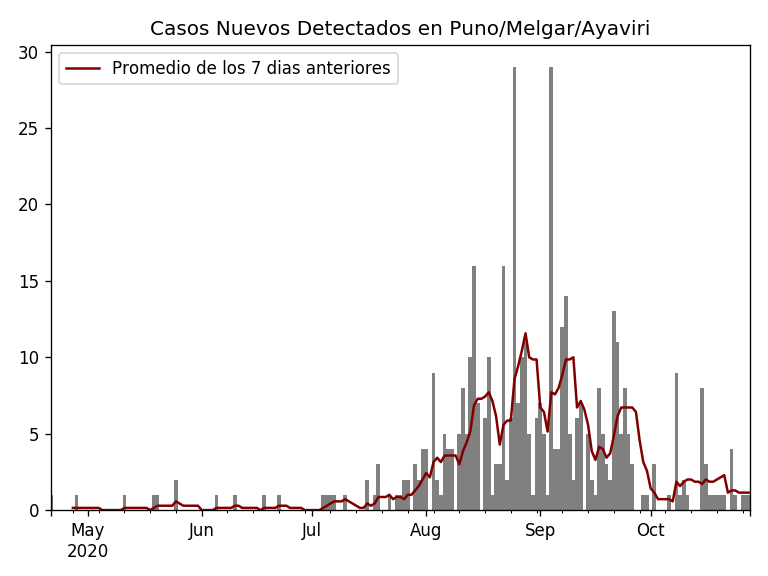 Casos Nuevos Detectados en Puno/Melgar/Ayaviri
Promedio de los 7 dias anteriores
30
25
20
15
10
5
0
May Jun Jul Aug Sep Oct
2020